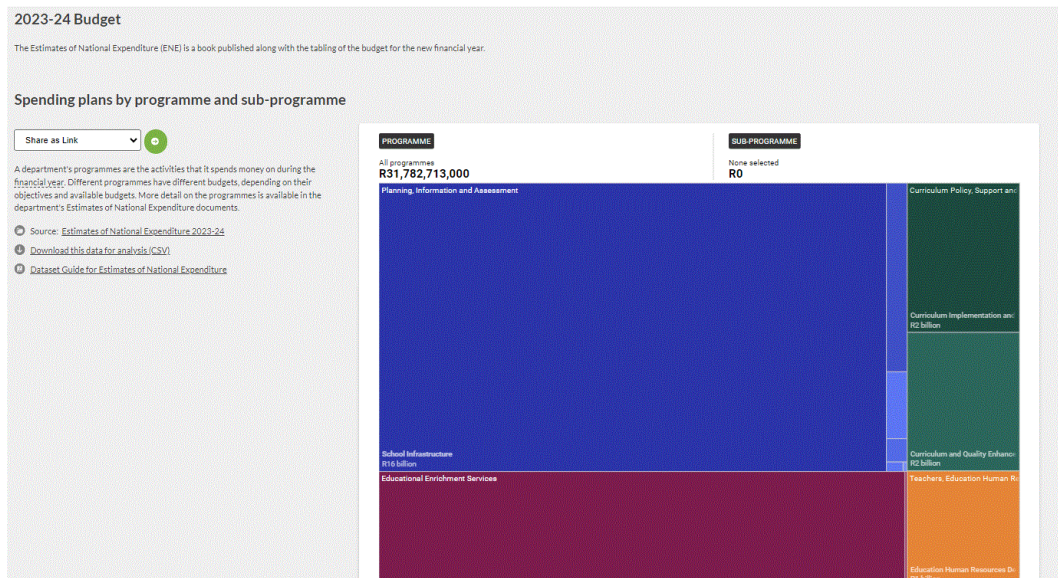 2023-24 Budget
The Estimates of National Expenditure (ENE) is a book published along with the tabling of the budget for the new financial year.
Spending plans by programme and sub-programme
Share as Link
A department's programmes are the activities that it spends money on during the
financial year. Different programmes have different budgets, depending on their
objectives and available budgets. More detail on the programmes is available in the
department's Estimates of National Expenditure documents.
Source: Estimates of National Expenditure 2023-24
Download this data for analysis (CSV)
Dataset Guide for Estimates of National Expenditure
PROGRAMME
All programmes
R31,782,713,000
SUB-PROGRAMME
None selected
R0
Planning, Information and Assessment
School Infrastructure
R16 billion
Curriculum Policy, Support an
Curriculum Implementation an
R2 billion
Curriculum and Quality Enhanc
R2 billion
Educational Enrichment Services
Teachers, Education Human R
Education Human Resources D